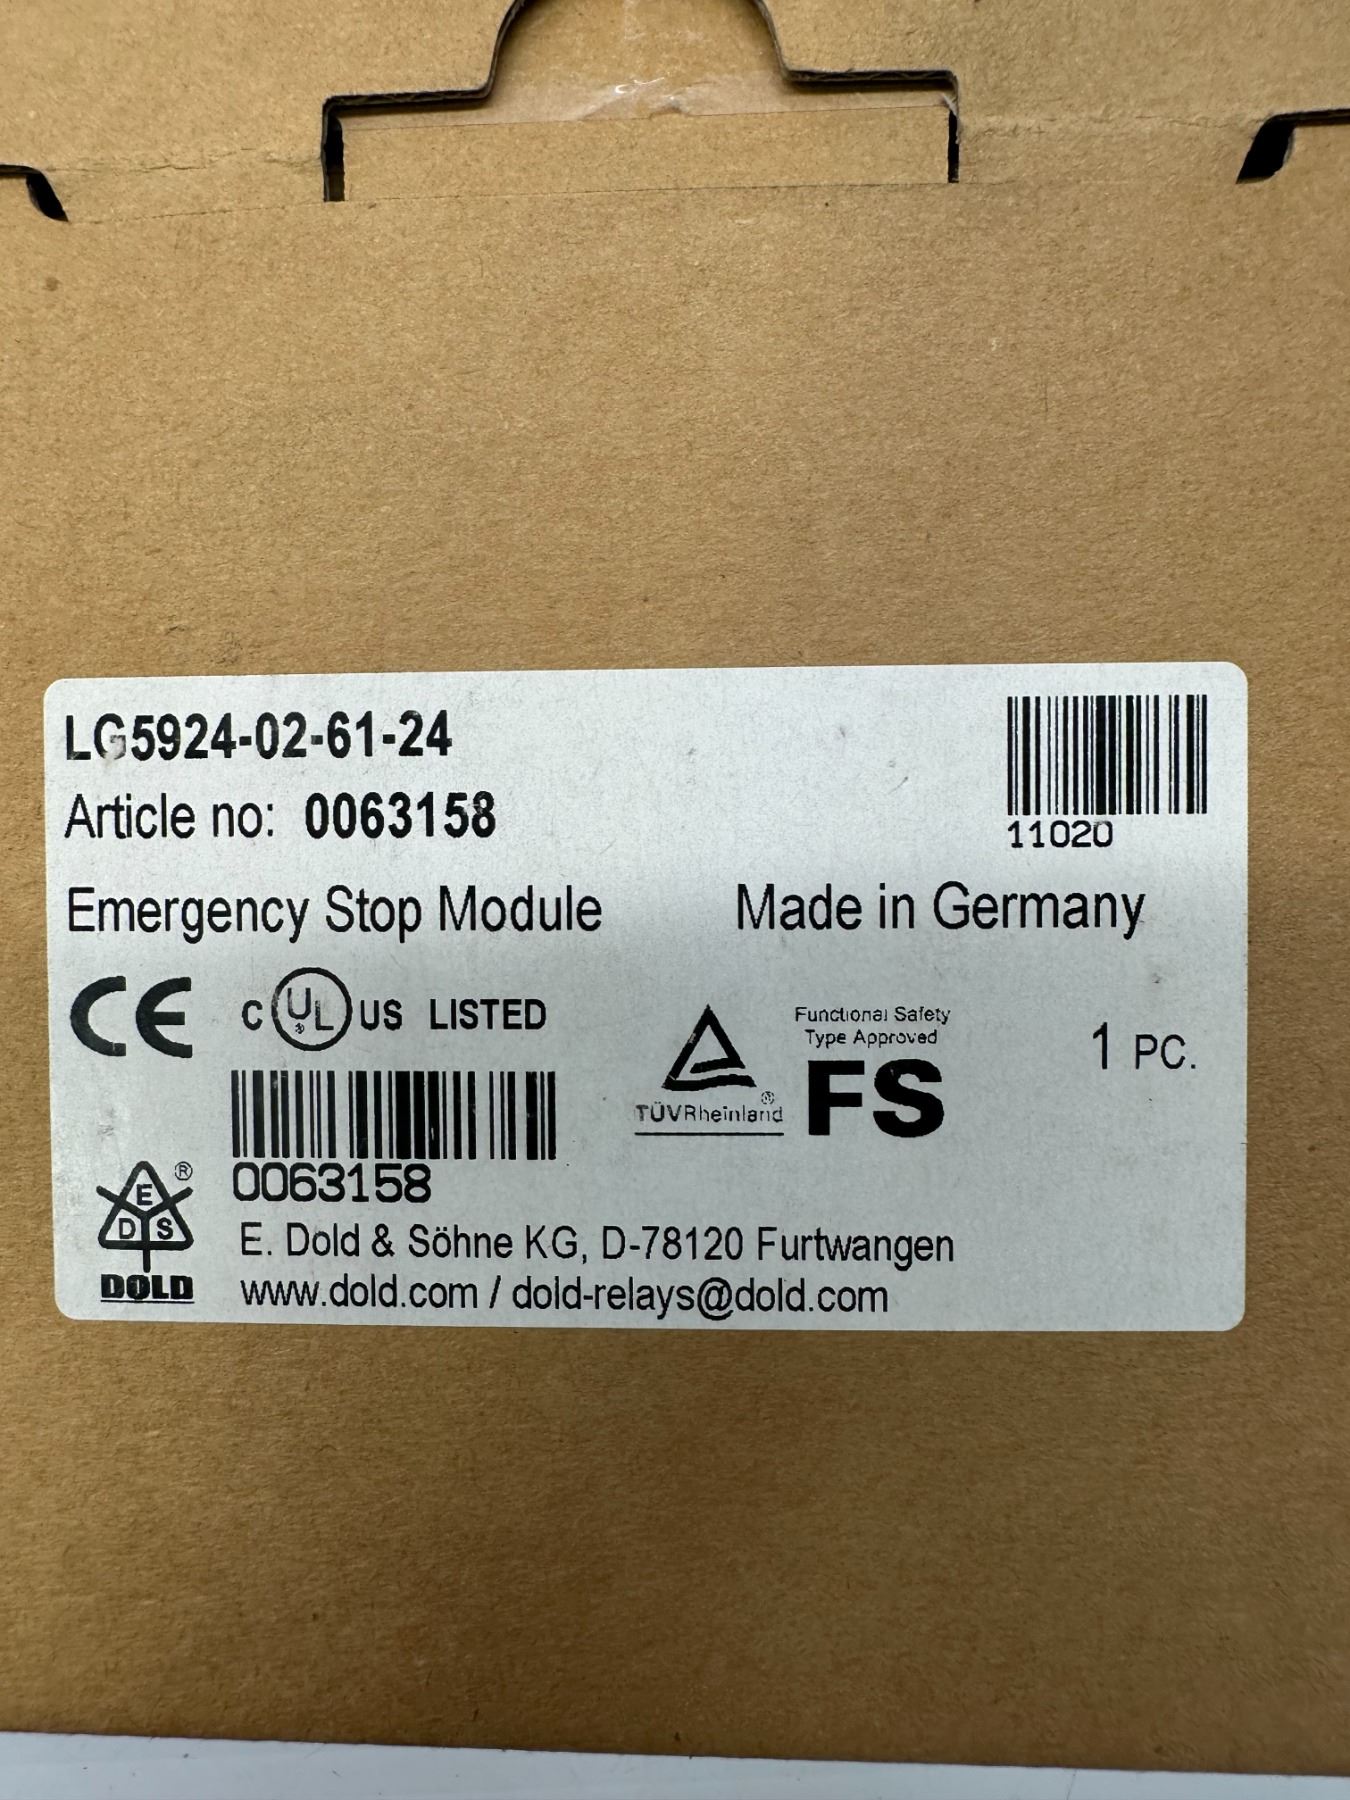 LG5924-02-61-24
Article no: 0063158
11020
Emergency Stop Module
Made in Germany
CE
C UL US LISTED
®
TÜVRheinland ®
Functional Safety
Type Approved
FS
1 PC.
0063158
E D S ®
DOLD
E. Dold & Söhne KG, D-78120 Furtwangen
www.dold.com / dold-relays@dold.com